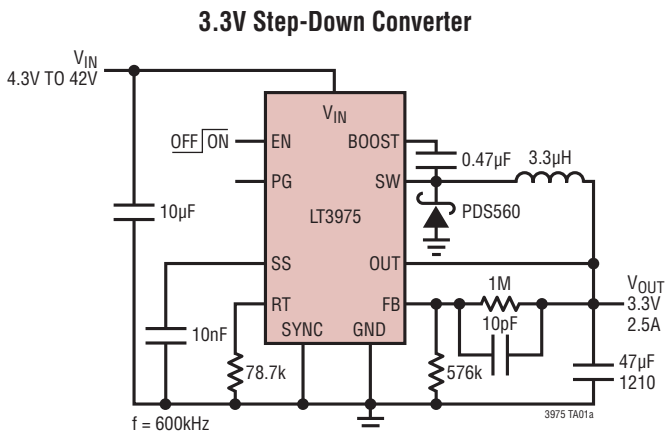 3.3V Step-Down Converter
VIN
4.3V TO 42V
VIN
OFF ON
EN
BOOST
0.47µF
3.3µH
PG
SW
PDS560
10µF
LT3975
SS
OUT
1M
VOUT
3.3V
2.5A
RT
FB
10pF
10nF
SYNC
GND
78.7k
576k
47µF
1210
f = 600kHz
3975 TA01a